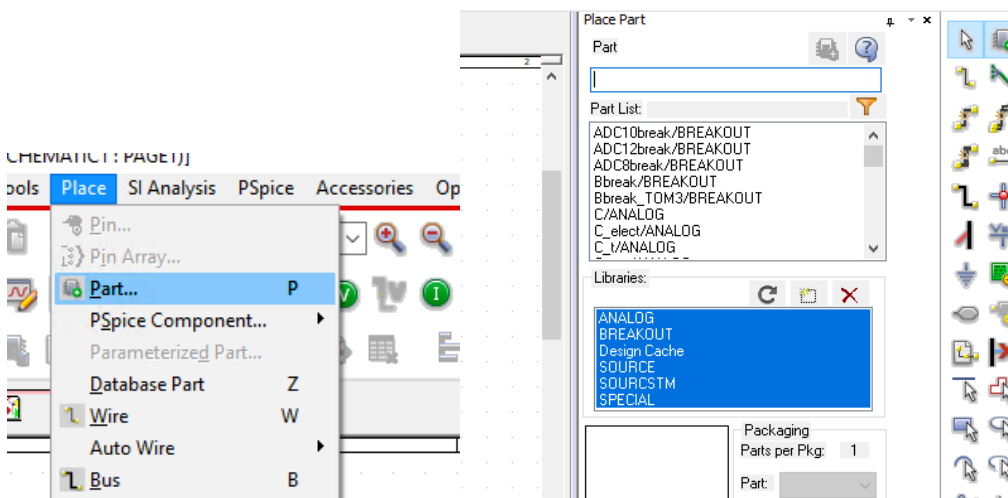 CHEMATIC1 : PAGE1)]
ools Place SI Analysis PSpice Accessories Op
Pin...
Pin Array...
Part... P
PSpice Component...
Parameterized Part...
Database Part Z
Wire W
Auto Wire
Bus B
2
Place Part
Part
Part List:
ADC10break/BREAKOUT
ADC12break/BREAKOUT
ADC8break/BREAKOUT
Bbreak/BREAKOUT
Bbreak_TOM3/BREAKOUT
C/ANALOG
C_elect/ANALOG
C_t/ANALOG
Libraries:
ANALOG
BREAKOUT
Design Cache
SOURCE
SOURCSTM
SPECIAL
Packaging
Parts per Pkg: 1
Part: